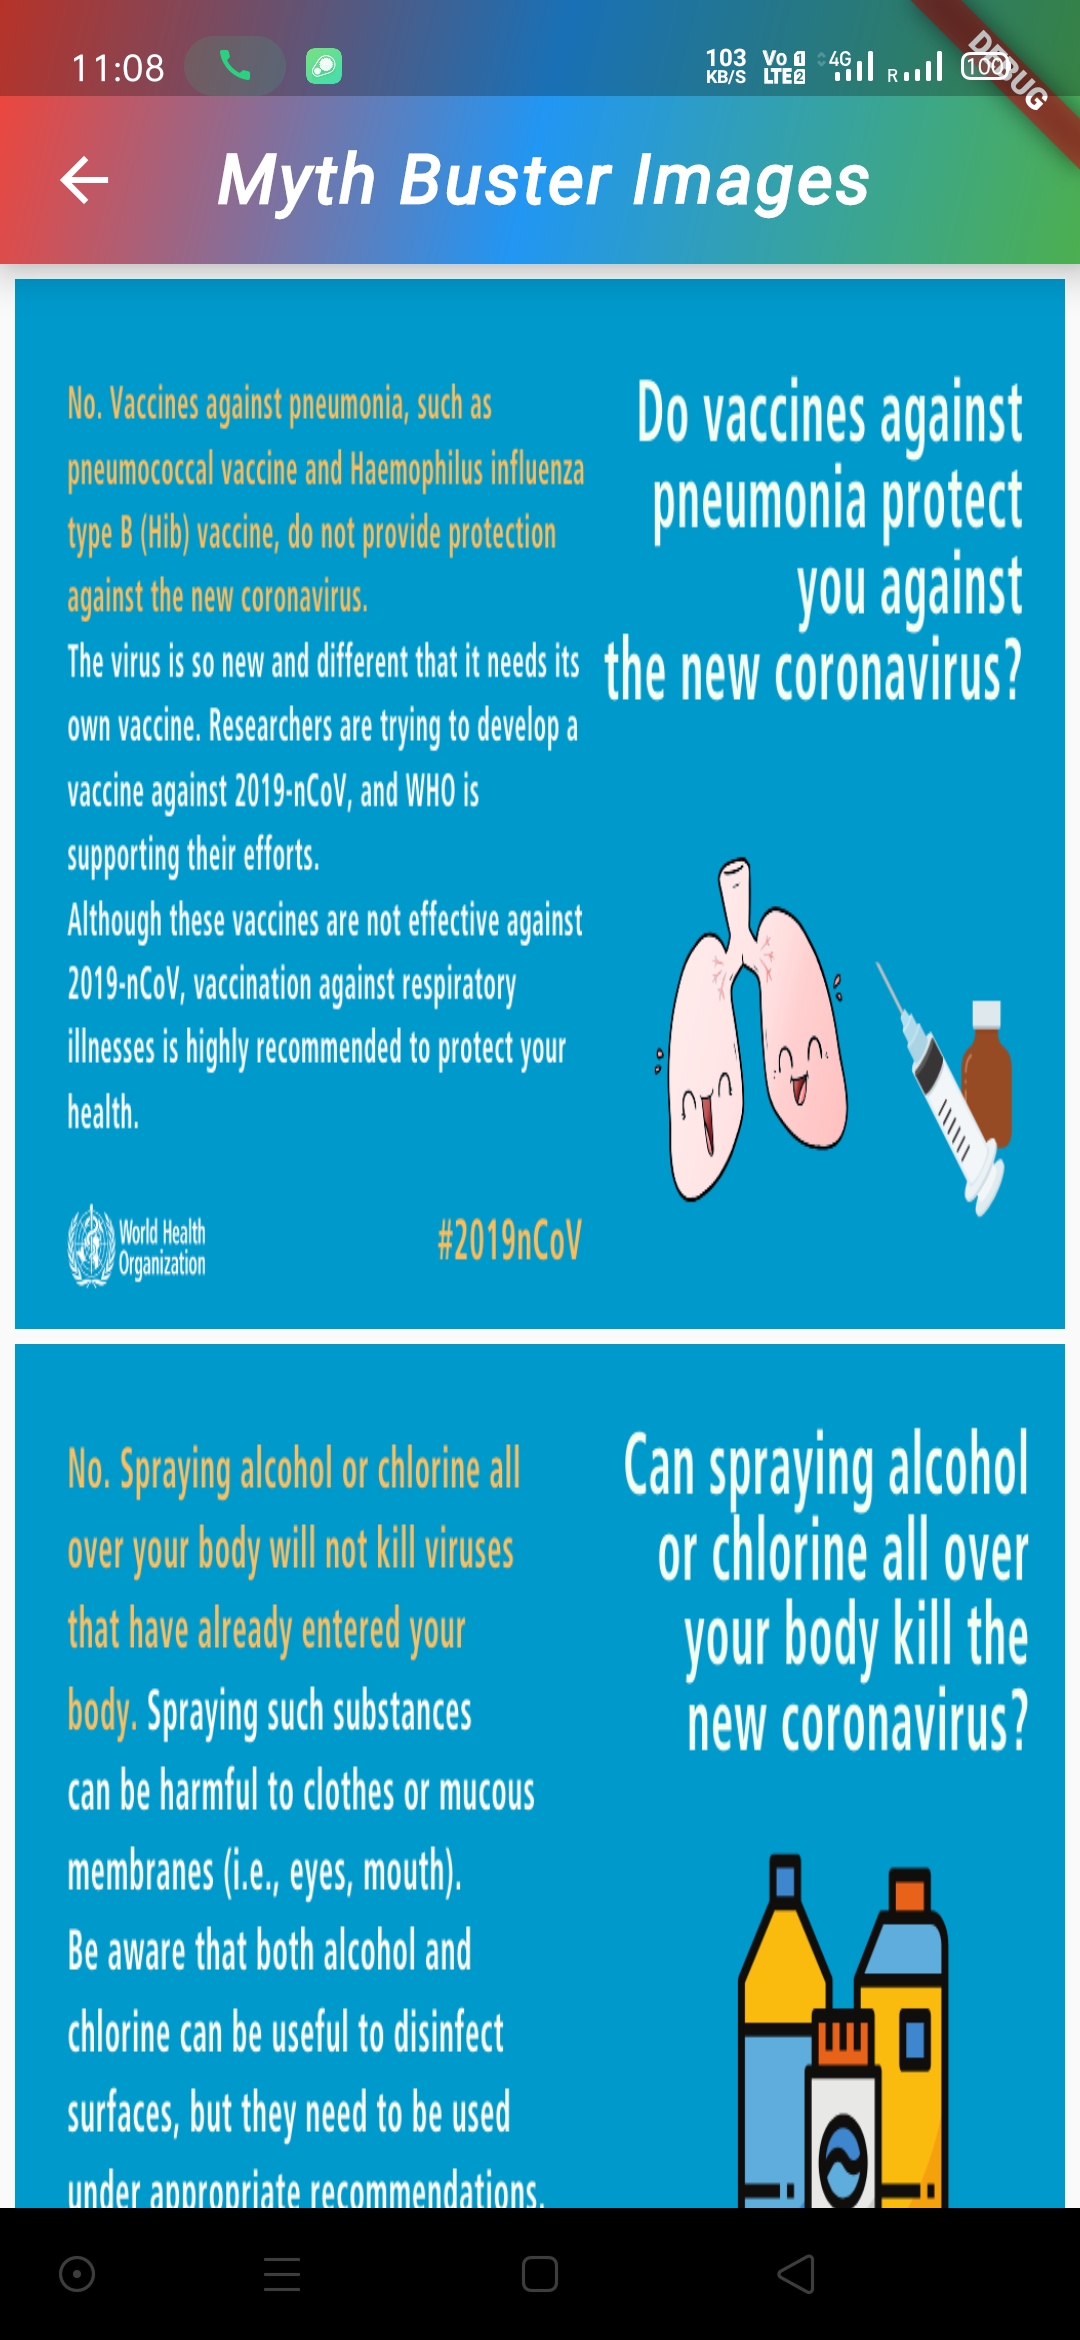 11:08
103
KB/S
Vo 1
LTE2
4G
R
100
DEBUG
Myth Buster Images
No. Vaccines against pneumonia, such as
pneumococcal vaccine and Haemophilus influenza
type B (Hib) vaccine, do not provide protection
against the new coronavirus.
The virus is so new and different that it needs its
own vaccine. Researchers are trying to develop a
vaccine against 2019-nCoV, and WHO is
supporting their efforts.
Although these vaccines are not effective against
2019-nCoV, vaccination against respiratory
illnesses is highly recommended to protect your
health.
Do vaccines against
pneumonia protect
you against
the new coronavirus?
World Health
Organization
#2019nCoV
No. Spraying alcohol or chlorine all
over your body will not kill viruses
that have already entered your
body. Spraying such substances
can be harmful to clothes or mucous
membranes (i.e., eyes, mouth).
Be aware that both alcohol and
chlorine can be useful to disinfect
surfaces, but they need to be used
under appropriate recommendations.
Can spraying alcohol
or chlorine all over
your body kill the
new coronavirus?